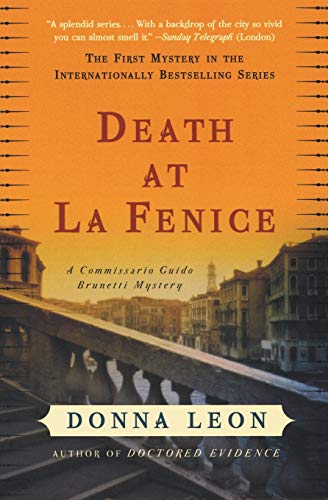 "A splendid series. . . . With a backdrop of the city so vivid
you can almost smell it." —Sunday Telegraph (London)
The First Mystery in the
Internationally Bestselling Series
Death
at
La Fenice
A Commissario Guido
Brunetti Mystery
DONNA LEON
AUTHOR OF DOCTORED EVIDENCE